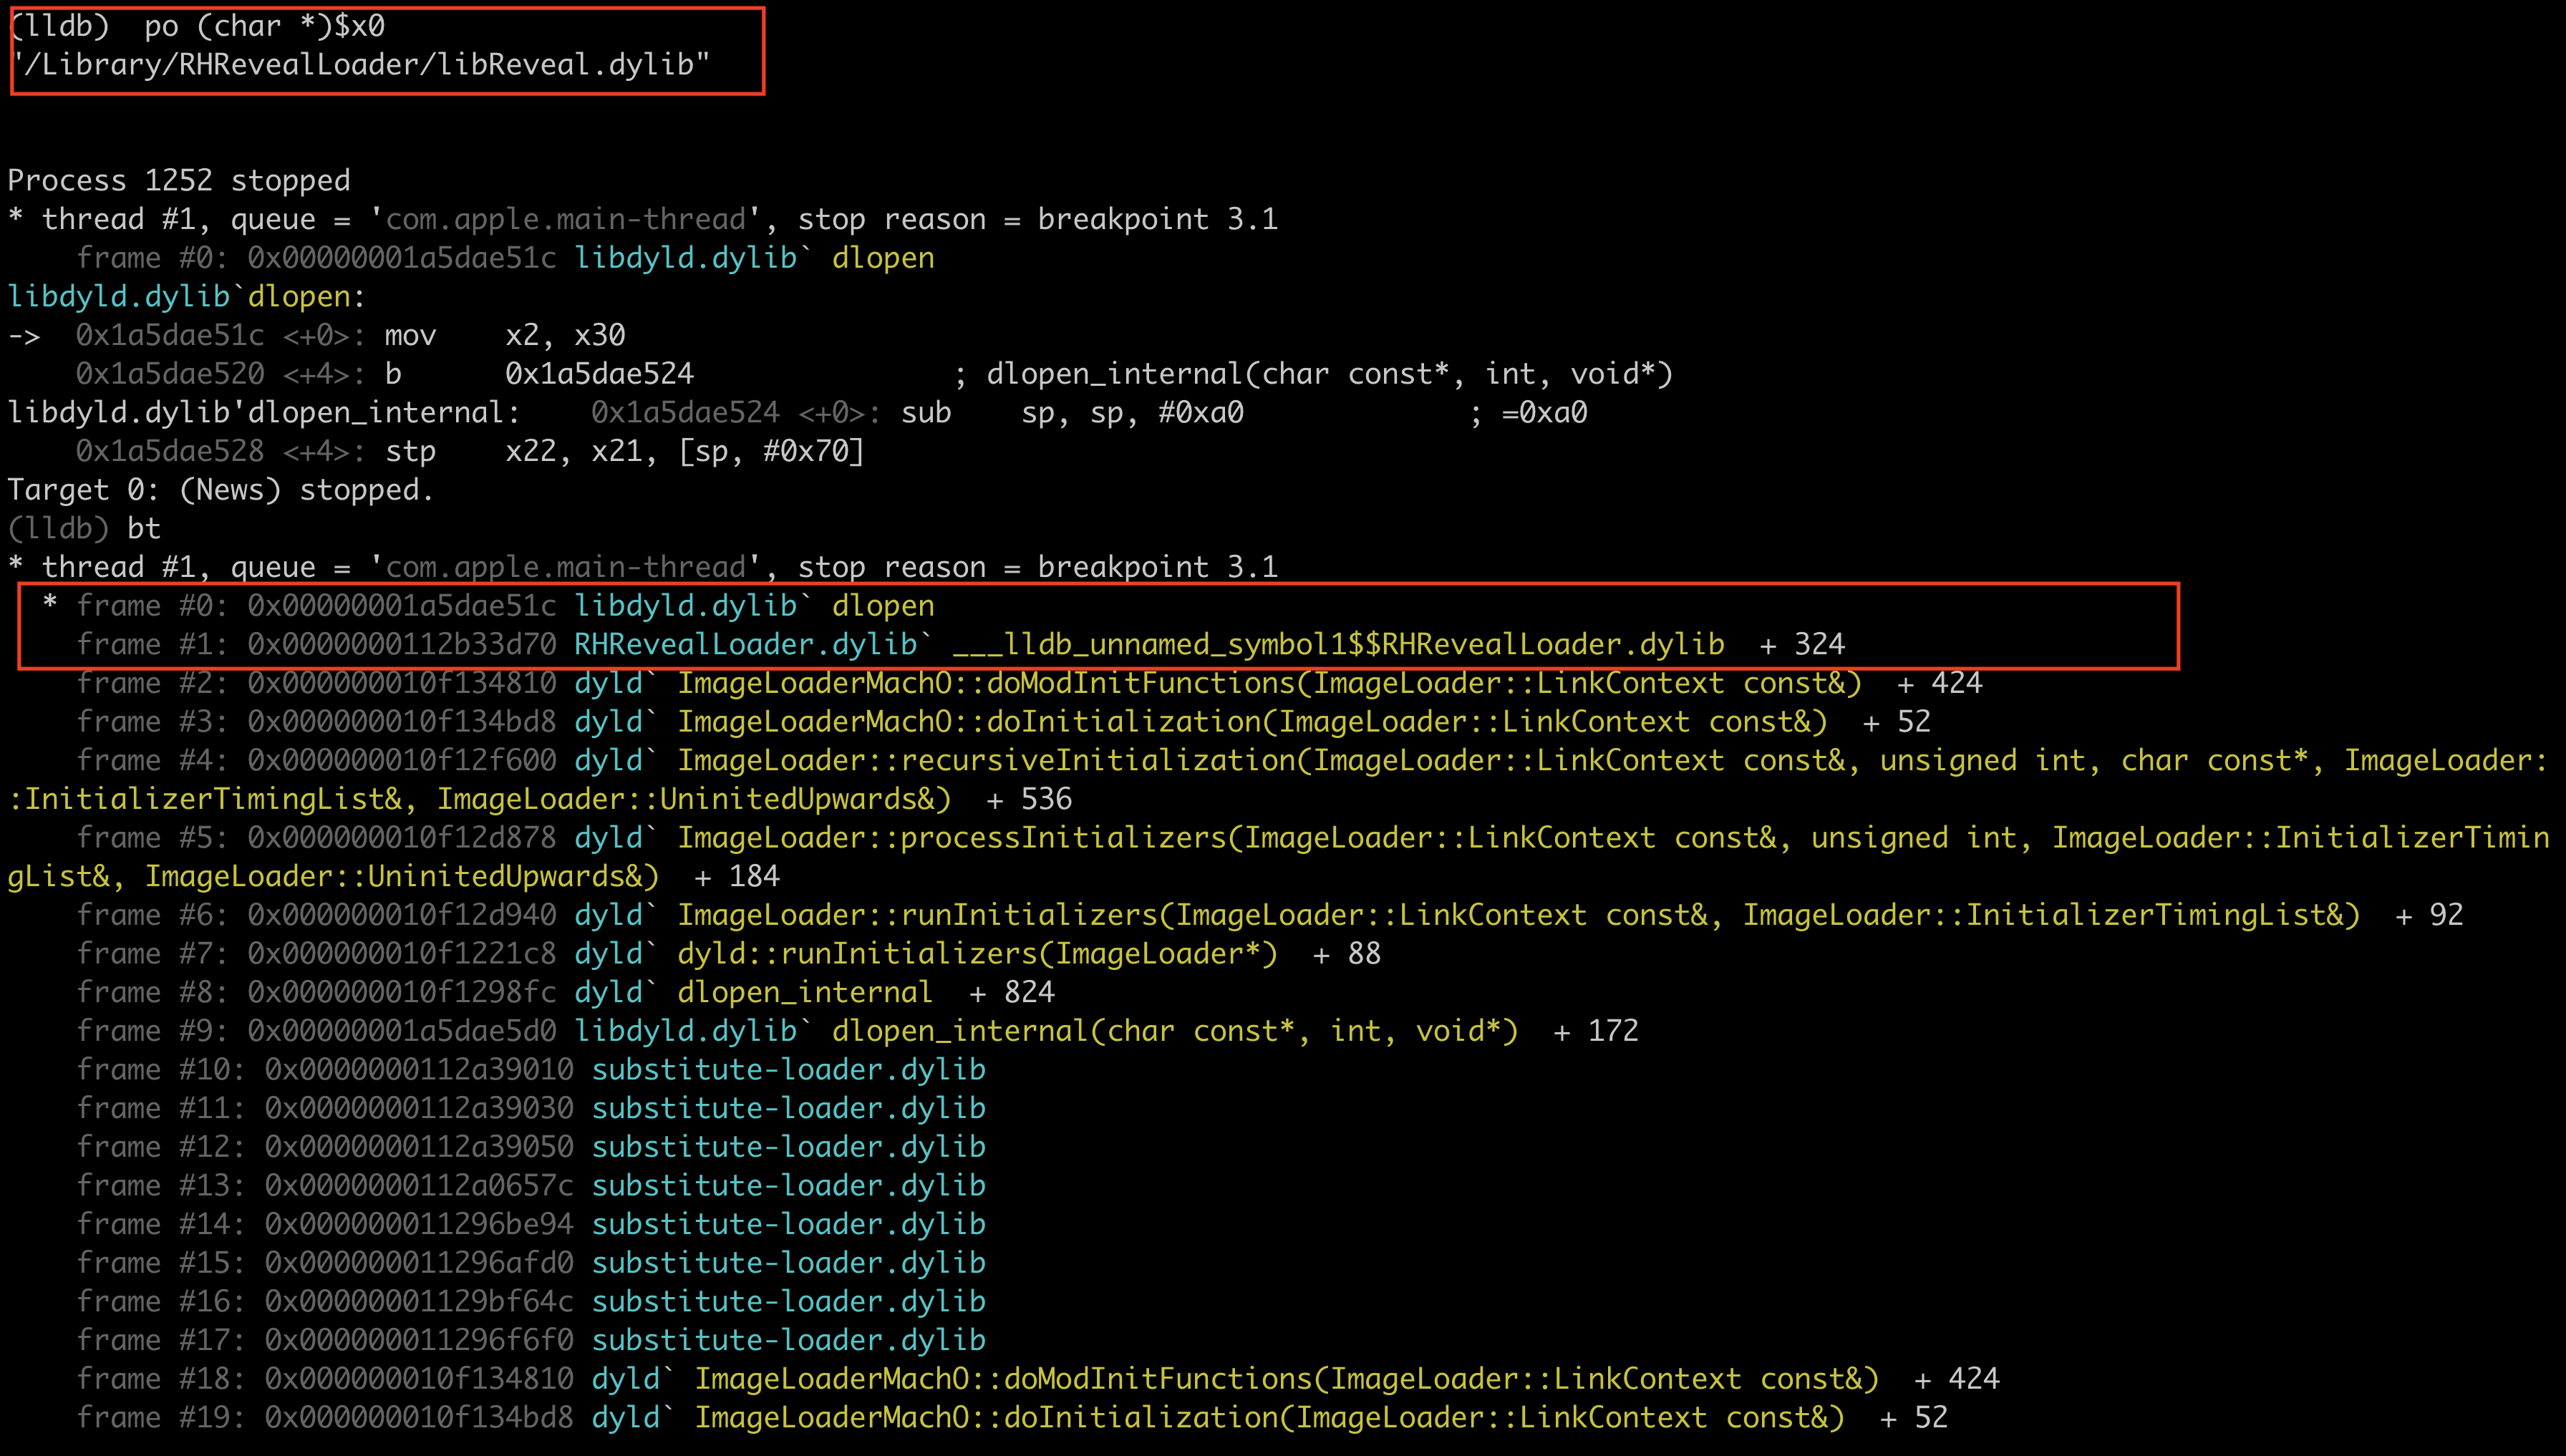 (lldb)  po (char *)$x0
"/Library/RHRevealLoader/libReveal.dylib"
Process 1252 stopped
* thread #1, queue = 'com.apple.main-thread', stop reason = breakpoint 3.1
    frame #0: 0x00000001a5dae51c libdyld.dylib` dlopen
libdyld.dylib`dlopen:
->  0x1a5dae51c <+0>: mov    x2, x30
    0x1a5dae520 <+4>: b      0x1a5dae524               ; dlopen_internal(char const*, int, void*)
libdyld.dylib'dlopen_internal:    0x1a5dae524 <+0>: sub    sp, sp, #0xa0             ; =0xa0
    0x1a5dae528 <+4>: stp    x22, x21, [sp, #0x70]
Target 0: (News) stopped.
(lldb) bt
* thread #1, queue = 'com.apple.main-thread', stop reason = breakpoint 3.1
  * frame #0: 0x00000001a5dae51c libdyld.dylib` dlopen
    frame #1: 0x0000000112b33d70 RHRevealLoader.dylib` ___lldb_unnamed_symbol1$$RHRevealLoader.dylib  + 324
    frame #2: 0x000000010f134810 dyld` ImageLoaderMachO::doModInitFunctions(ImageLoader::LinkContext const&)  + 424
    frame #3: 0x000000010f134bd8 dyld` ImageLoaderMachO::doInitialization(ImageLoader::LinkContext const&)  + 52
    frame #4: 0x000000010f12f600 dyld` ImageLoader::recursiveInitialization(ImageLoader::LinkContext const&, unsigned int, char const*, ImageLoader:
:InitializerTimingList&, ImageLoader::UninitedUpwards&)  + 536
    frame #5: 0x000000010f12d878 dyld` ImageLoader::processInitializers(ImageLoader::LinkContext const&, unsigned int, ImageLoader::InitializerTimin
gList&, ImageLoader::UninitedUpwards&)  + 184
    frame #6: 0x000000010f12d940 dyld` ImageLoader::runInitializers(ImageLoader::LinkContext const&, ImageLoader::InitializerTimingList&)  + 92
    frame #7: 0x000000010f1221c8 dyld` dyld::runInitializers(ImageLoader*)  + 88
    frame #8: 0x000000010f1298fc dyld` dlopen_internal  + 824
    frame #9: 0x00000001a5dae5d0 libdyld.dylib` dlopen_internal(char const*, int, void*)  + 172
    frame #10: 0x0000000112a39010 substitute-loader.dylib
    frame #11: 0x0000000112a39030 substitute-loader.dylib
    frame #12: 0x0000000112a39050 substitute-loader.dylib
    frame #13: 0x0000000112a0657c substitute-loader.dylib
    frame #14: 0x000000011296be94 substitute-loader.dylib
    frame #15: 0x000000011296afd0 substitute-loader.dylib
    frame #16: 0x00000001129bf64c substitute-loader.dylib
    frame #17: 0x000000011296f6f0 substitute-loader.dylib
    frame #18: 0x000000010f134810 dyld` ImageLoaderMachO::doModInitFunctions(ImageLoader::LinkContext const&)  + 424
    frame #19: 0x000000010f134bd8 dyld` ImageLoaderMachO::doInitialization(ImageLoader::LinkContext const&)  + 52